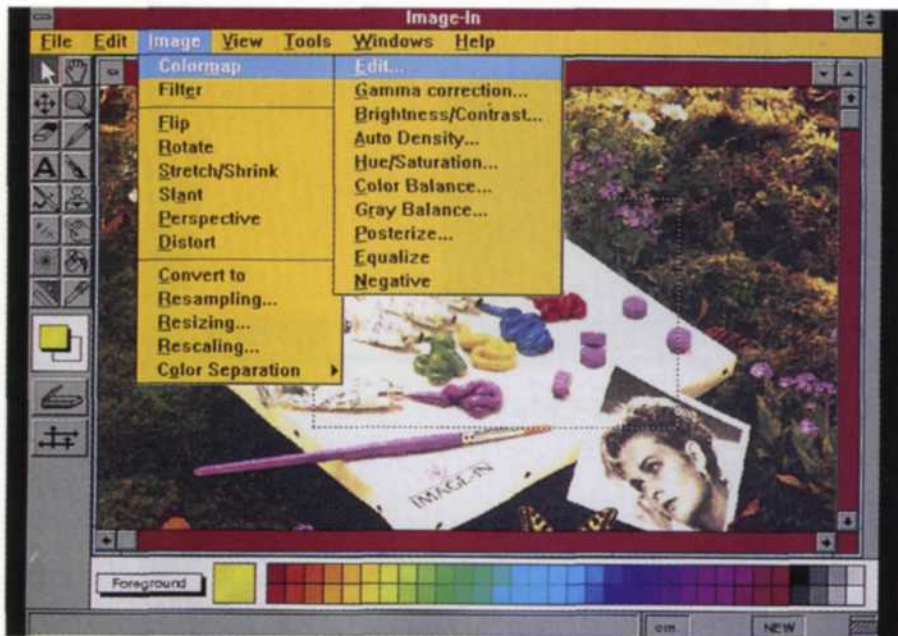 Image-In
File Edit Image View Tools Windows Help
Colormap
Filter
Flip
Rotate
Stretch/Shrink
Slant
Perspective
Distort
Convert to
Resampling...
Resizing...
Rescaling...
Color Separation
Edit...
Gamma correction...
Brightness/Contrast...
Auto Density...
Hue/Saturation...
Color Balance...
Gray Balance...
Posterize...
Equalize
Negative
A
IMAGE-IN
Foreground
cm NEW